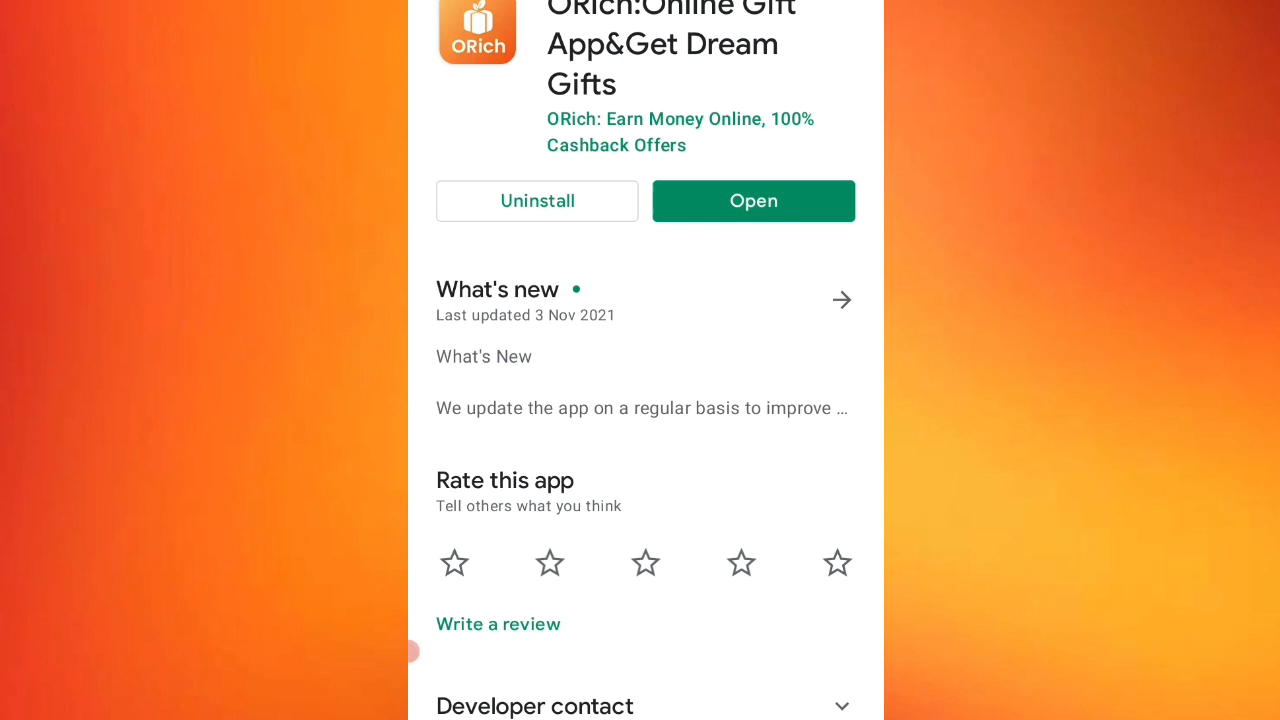 ORich
ORich:Online Gift
App&Get Dream
Gifts
ORich: Earn Money Online, 100%
Cashback Offers
Uninstall
Open
What's new
Last updated 3 Nov 2021
What's New
We update the app on a regular basis to improve ...
Rate this app
Tell others what you think
Write a review
Developer contact